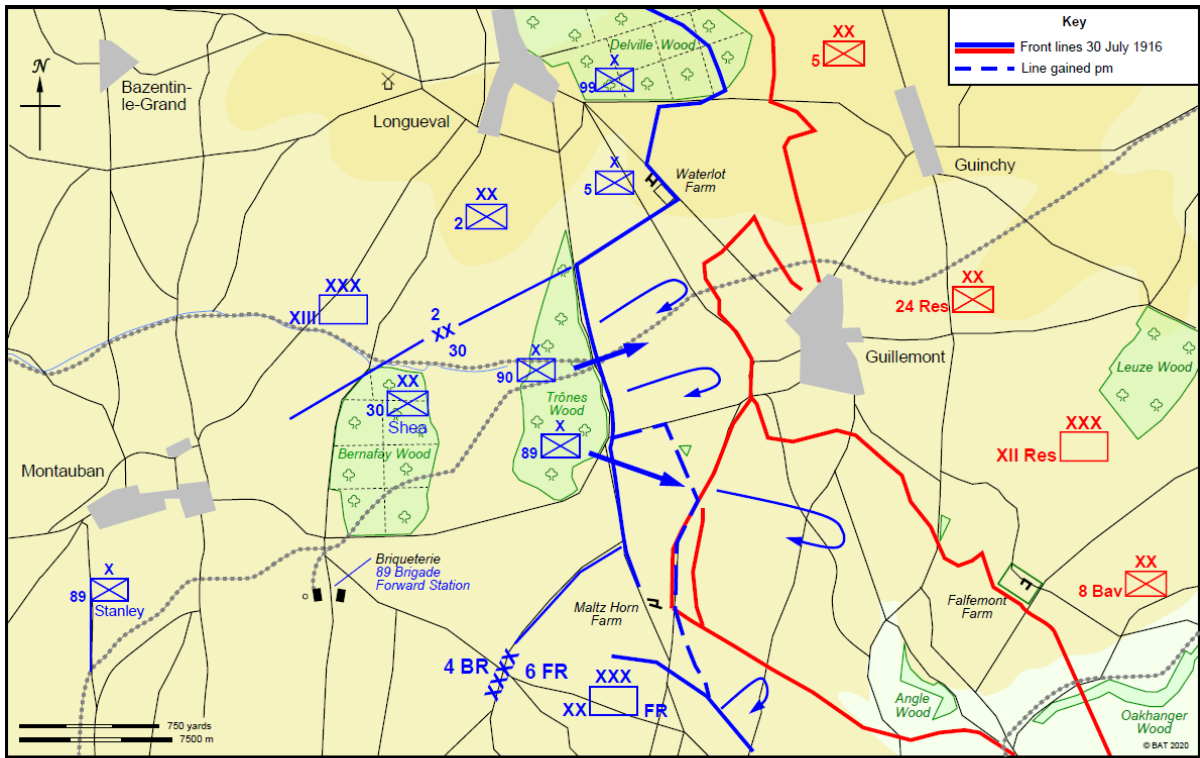 Key
Front lines 30 July 1916
Line gained pm
N
Bazentin-
le-Grand
Longueval
Delville Wood
X
99
XX
5
Guinchy
X
5
Waterlot
Farm
XX
2
XXX
XIII
2
XX
30
XX
24 Res
Guillemont
Leuze Wood
X
90
Trônes
Wood
XX
30
Shea
Bernafay Wood
X
89
XXX
XII Res
Montauban
Briqueterie
89 Brigade
Forward Station
X
89
Stanley
Maltz Horn
Farm
Falfemont
Farm
XX
8 Bav
4 BR
XXXX
6 FR
XXX
XX
FR
Angle
Wood
Oakhanger
Wood
750 yards
7500 m
© BAT 2020